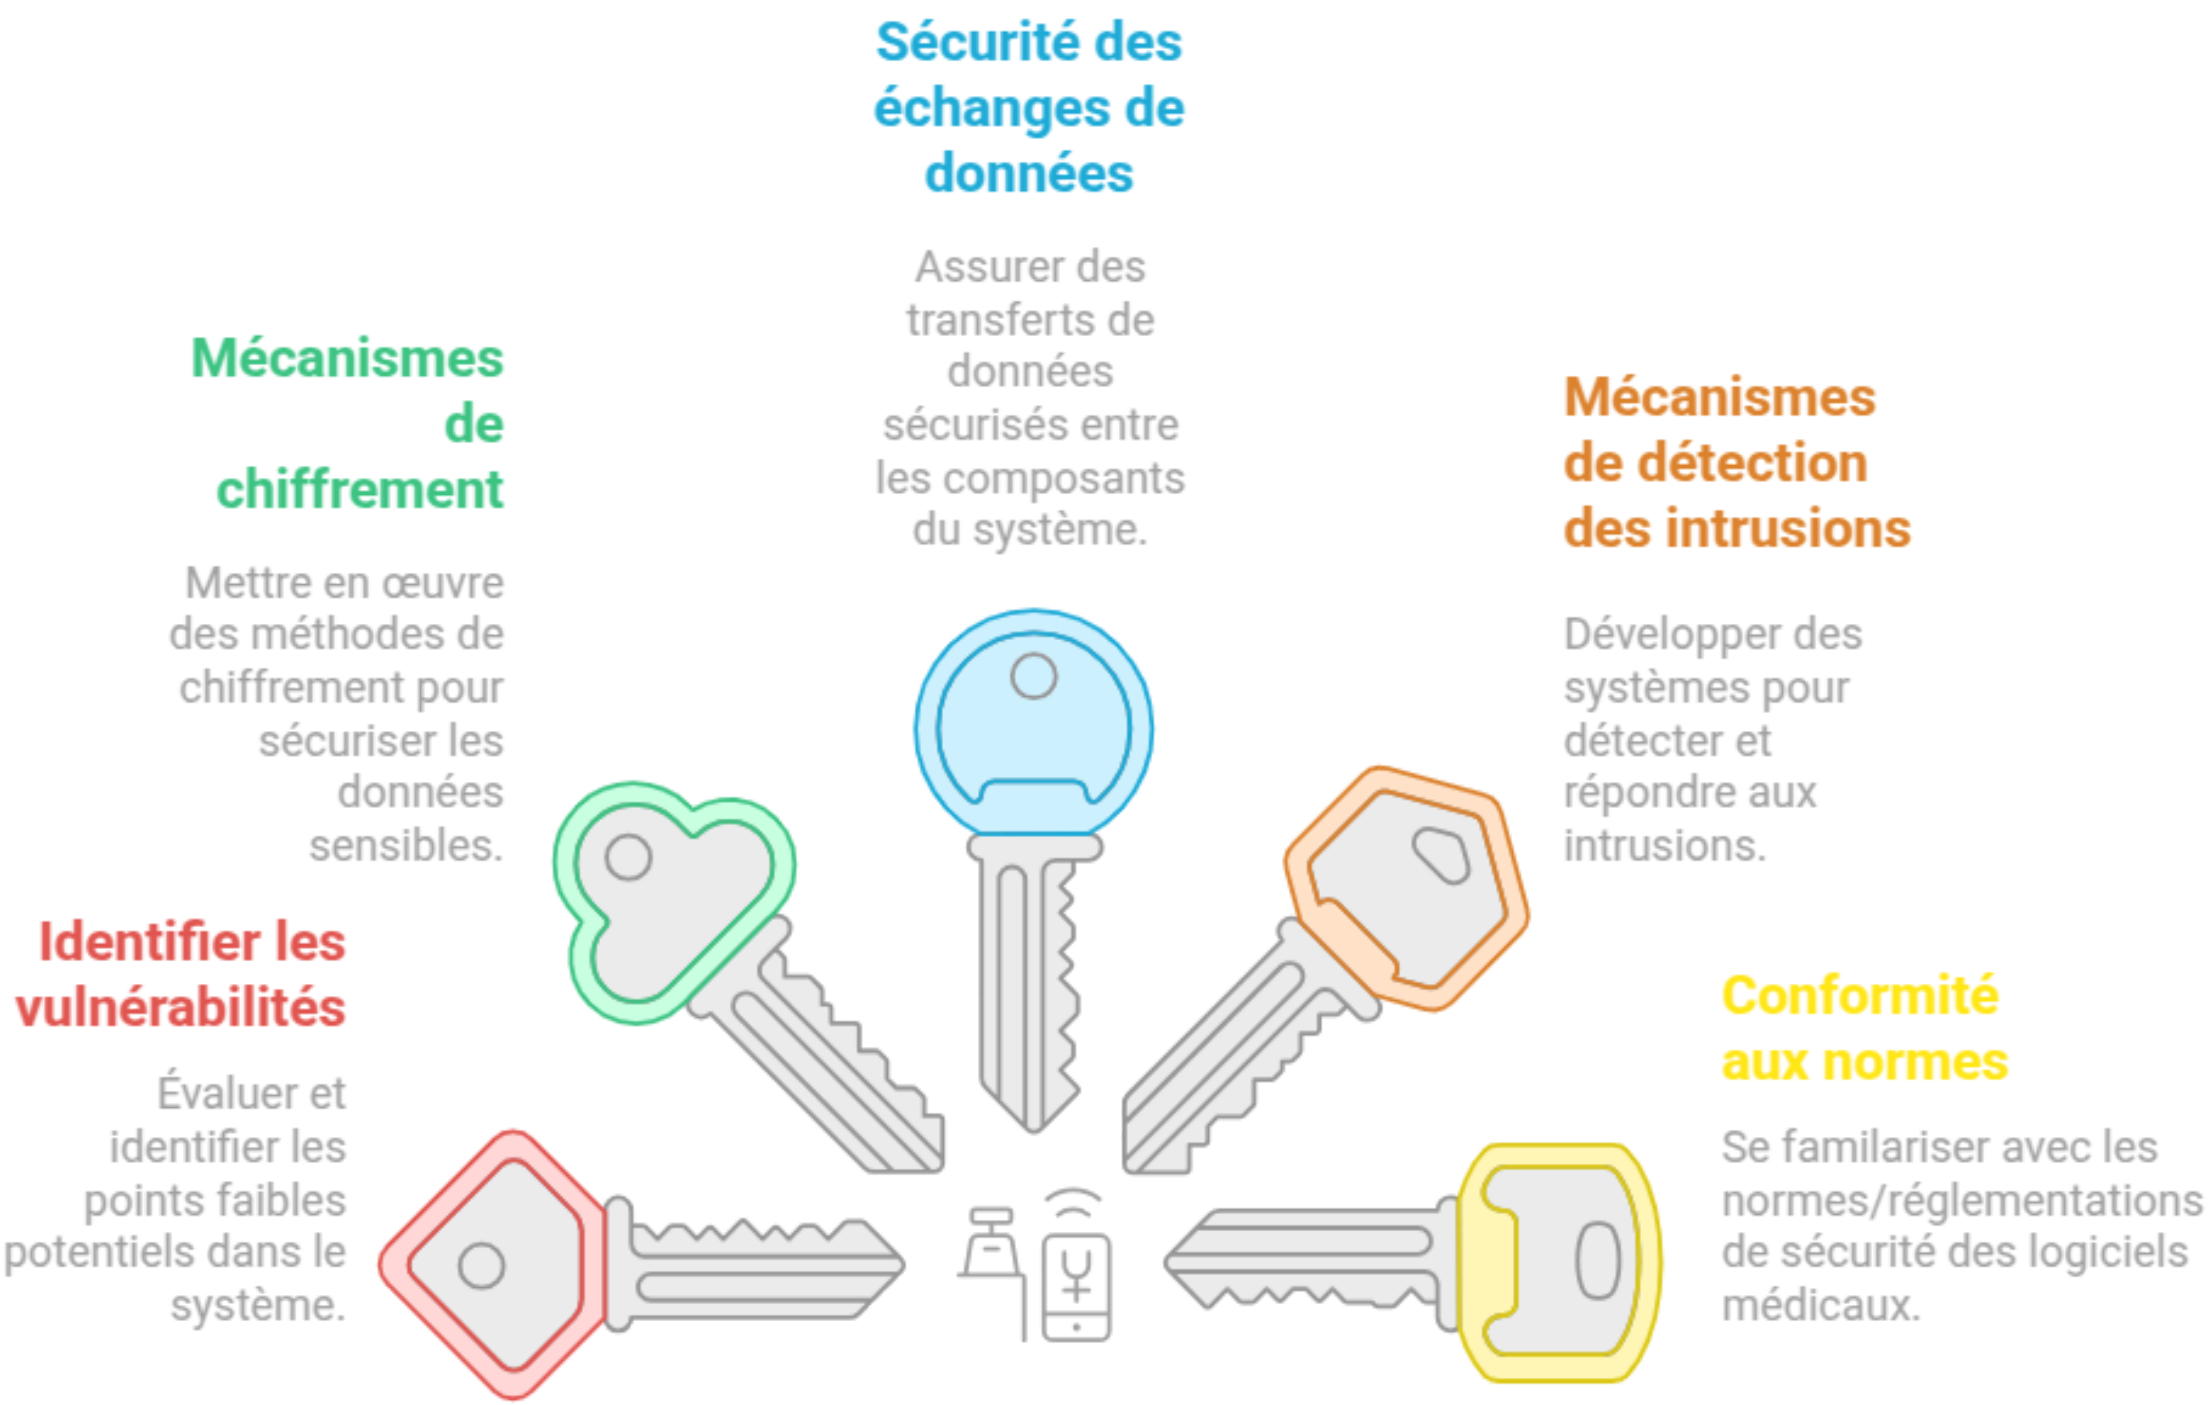 Sécurité des
échanges de
données
Assurer des
transferts de
données
sécurisés entre
les composants
du système.
Mécanismes
de
chiffrement
Mettre en œuvre
des méthodes de
chiffrement pour
sécuriser les
données
sensibles.
Mécanismes
de détection
des intrusions
Développer des
systèmes pour
détecter et
répondre aux
intrusions.
Identifier les
vulnérabilités
Évaluer et
identifier les
points faibles
potentiels dans le
système.
Conformité
aux normes
Se familariser avec les
normes/réglementations
de sécurité des logiciels
médicaux.